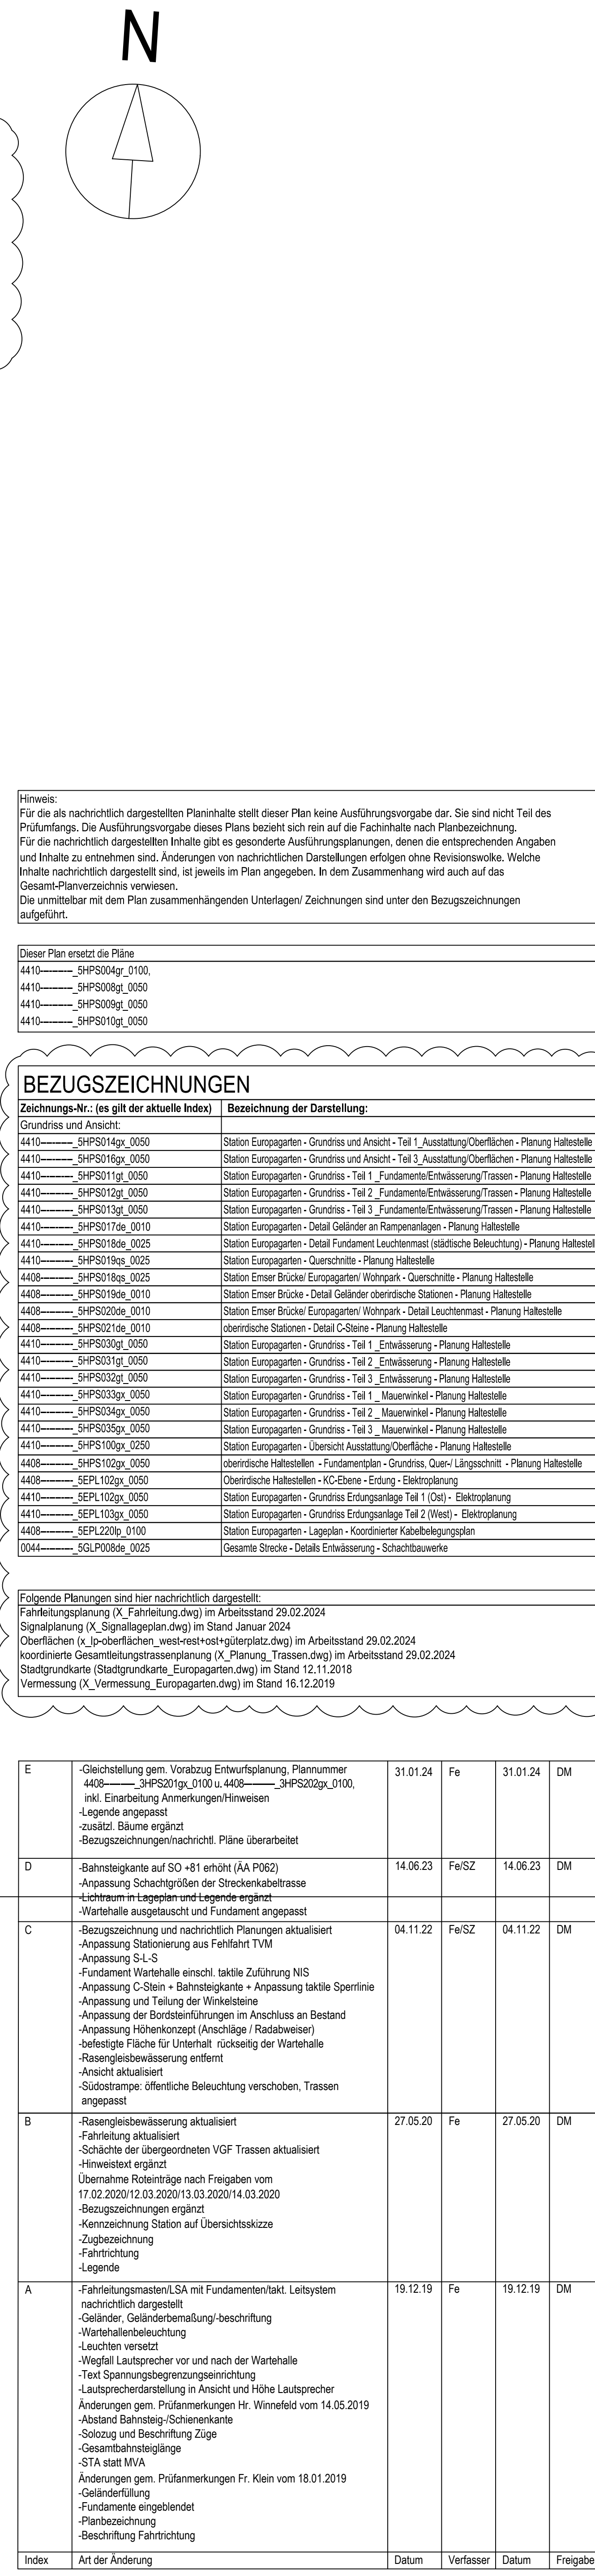 N
Hinweis:
Für die als nachrichtlich dargestellten Planinhalte stellt dieser Plan keine Ausführungsvorgabe dar. Sie sind nicht Teil des
Prüfumfangs. Die Ausführungsvorgabe dieses Plans bezieht sich rein auf die Fachinhalte nach Planbezeichnung.
Für die nachrichtlich dargestellten Inhalte gibt es gesonderte Ausführungsplanungen, denen die entsprechenden Angaben
und Inhalte zu entnehmen sind. Änderungen von nachrichtlichen Darstellungen erfolgen ohne Revisionswolke. Welche
Inhalte nachrichtlich dargestellt sind, ist jeweils im Plan angegeben. In dem Zusammenhang wird auch auf das
Gesamt-Planverzeichnis verwiesen.
Die unmittelbar mit dem Plan zusammenhängenden Unterlagen/ Zeichnungen sind unter den Bezugszeichnungen
aufgeführt.
Dieser Plan ersetzt die Pläne
4410-----------_5HPS004gr_0100,
4410-----------_5HPS008gt_0050
4410-----------_5HPS009gt_0050
4410-----------_5HPS010gt_0050
BEZUGSZEICHNUNGEN
Zeichnungs-Nr.: (es gilt der aktuelle Index) Bezeichnung der Darstellung:
Grundriss und Ansicht:
4410-----------_5HPS014gx_0050 Station Europagarten - Grundriss und Ansicht - Teil 1_Ausstattung/Oberflächen - Planung Haltestelle
4410-----------_5HPS016gx_0050 Station Europagarten - Grundriss und Ansicht - Teil 3_Ausstattung/Oberflächen - Planung Haltestelle
4410-----------_5HPS011gt_0050 Station Europagarten - Grundriss - Teil 1 _Fundamente/Entwässerung/Trassen - Planung Haltestelle
4410-----------_5HPS012gt_0050 Station Europagarten - Grundriss - Teil 2 _Fundamente/Entwässerung/Trassen - Planung Haltestelle
4410-----------_5HPS013gt_0050 Station Europagarten - Grundriss - Teil 3 _Fundamente/Entwässerung/Trassen - Planung Haltestelle
4410-----------_5HPS017de_0010 Station Europagarten - Detail Geländer an Rampenanlagen - Planung Haltestelle
4410-----------_5HPS018de_0025 Station Europagarten - Detail Fundament Leuchtenmast (städtische Beleuchtung) - Planung Haltestell
4410-----------_5HPS019qs_0025 Station Europagarten - Querschnitte - Planung Haltestelle
4408-----------_5HPS018qs_0025 Station Emser Brücke/ Europagarten/ Wohnpark - Querschnitte - Planung Haltestelle
4408-----------_5HPS019de_0010 Station Emser Brücke - Detail Geländer oberirdische Stationen - Planung Haltestelle
4408-----------_5HPS020de_0010 Station Emser Brücke/ Europagarten/ Wohnpark - Detail Leuchtenmast - Planung Haltestelle
4408-----------_5HPS021de_0010 oberirdische Stationen - Detail C-Steine - Planung Haltestelle
4410-----------_5HPS030gt_0050 Station Europagarten - Grundriss - Teil 1 _Entwässerung - Planung Haltestelle
4410-----------_5HPS031gt_0050 Station Europagarten - Grundriss - Teil 2 _Entwässerung - Planung Haltestelle
4410-----------_5HPS032gt_0050 Station Europagarten - Grundriss - Teil 3 _Entwässerung - Planung Haltestelle
4410-----------_5HPS033gx_0050 Station Europagarten - Grundriss - Teil 1 _ Mauerwinkel - Planung Haltestelle
4410-----------_5HPS034gx_0050 Station Europagarten - Grundriss - Teil 2 _ Mauerwinkel - Planung Haltestelle
4410-----------_5HPS035gx_0050 Station Europagarten - Grundriss - Teil 3 _ Mauerwinkel - Planung Haltestelle
4410-----------_5HPS100gx_0250 Station Europagarten - Übersicht Ausstattung/Oberfläche - Planung Haltestelle
4408-----------_5HPS102gx_0050 oberirdische Haltestellen - Fundamentplan - Grundriss, Quer-/ Längsschnitt - Planung Haltestelle
4408-----------_5EPL102gx_0050 Oberirdische Haltestellen - KC-Ebene - Erdung - Elektroplanung
4410-----------_5EPL102gx_0050 Station Europagarten - Grundriss Erdungsanlage Teil 1 (Ost) - Elektroplanung
4410-----------_5EPL103gx_0050 Station Europagarten - Grundriss Erdungsanlage Teil 2 (West) - Elektroplanung
4408-----------_5EPL220lp_0100 Station Europagarten - Lageplan - Koordinierter Kabelbelegungsplan
0044-----------_5GLP008de_0025 Gesamte Strecke - Details Entwässerung - Schachtbauwerke
Folgende Planungen sind hier nachrichtlich dargestellt:
Fahrleitungsplanung (X_Fahrleitung.dwg) im Arbeitsstand 29.02.2024
Signalplanung (X_Signallageplan.dwg) im Stand Januar 2024
Oberflächen (x_lp-oberflächen_west-rest+ost+güterplatz.dwg) im Arbeitsstand 29.02.2024
koordinierte Gesamtleitungstrassenplanung (X_Planung_Trassen.dwg) im Arbeitsstand 29.02.2024
Stadtgrundkarte (Stadtgrundkarte_Europagarten.dwg) im Stand 12.11.2018
Vermessung (X_Vermessung_Europagarten.dwg) im Stand 16.12.2019
E -Gleichstellung gem. Vorabzug Entwurfsplanung, Plannummer 31.01.24 Fe 31.01.24 DM
4408-----------_3HPS201gx_0100 u. 4408-----------_3HPS202gx_0100,
inkl. Einarbeitung Anmerkungen/Hinweisen
-Legende angepasst
-zusätzl. Bäume ergänzt
-Bezugszeichnungen/nachrichtl. Pläne überarbeitet
D -Bahnsteigkante auf SO +81 erhöht (ÄA P062) 14.06.23 Fe/SZ 14.06.23 DM
-Anpassung Schachtgrößen der Streckenkabeltrasse
-Lichtraum in Lageplan und Legende ergänzt
-Wartehalle ausgetauscht und Fundament angepasst
C -Bezugszeichnung und nachrichtlich Planungen aktualisiert 04.11.22 Fe/SZ 04.11.22 DM
-Anpassung Stationierung aus Fehlfahrt TVM
-Anpassung S-L-S
-Fundament Wartehalle einschl. taktile Zuführung NIS
-Anpassung C-Stein + Bahnsteigkante + Anpassung taktile Sperrlinie
-Anpassung und Teilung der Winkelsteine
-Anpassung der Bordsteinführungen im Anschluss an Bestand
-Anpassung Höhenkonzept (Anschläge / Radabweiser)
-befestigte Fläche für Unterhalt rückseitig der Wartehalle
-Rasengleisbewässerung entfernt
-Ansicht aktualisiert
-Südostrampe: öffentliche Beleuchtung verschoben, Trassen
angepasst
B -Rasengleisbewässerung aktualisiert 27.05.20 Fe 27.05.20 DM
-Fahrleitung aktualisiert
-Schächte der übergeordneten VGF Trassen aktualisiert
-Hinweistext ergänzt
Übernahme Roteinträge nach Freigaben vom
17.02.2020/12.03.2020/13.03.2020/14.03.2020
-Bezugszeichnungen ergänzt
-Kennzeichnung Station auf Übersichtsskizze
-Zugbezeichnung
-Fahrtrichtung
-Legende
A -Fahrleitungsmasten/LSA mit Fundamenten/takt. Leitsystem 19.12.19 Fe 19.12.19 DM
nachrichtlich dargestellt
-Geländer, Geländerbemaßung/-beschriftung
-Wartehallenbeleuchtung
-Leuchten versetzt
-Wegfall Lautsprecher vor und nach der Wartehalle
-Text Spannungsbegrenzungseinrichtung
-Lautsprecherdarstellung in Ansicht und Höhe Lautsprecher
Änderungen gem. Prüfanmerkungen Hr. Winnefeld vom 14.05.2019
-Abstand Bahnsteig-/Schienenkante
-Solozug und Beschriftung Züge
-Gesamtbahnsteiglänge
-STA statt MVA
Änderungen gem. Prüfanmerkungen Fr. Klein vom 18.01.2019
-Geländerfüllung
-Fundamente eingeblendet
-Planbezeichnung
-Beschriftung Fahrtrichtung
Index Art der Änderung Datum Verfasser Datum Freigabe